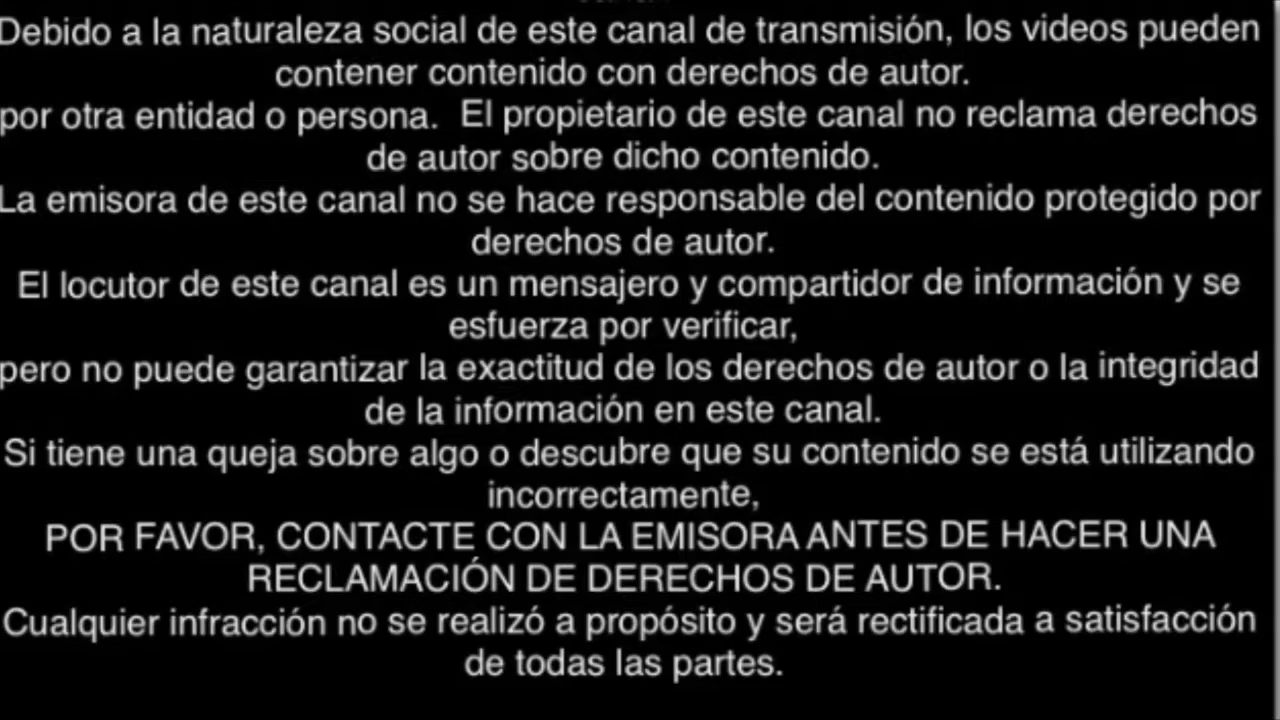 Debido a la naturaleza social de este canal de transmisión, los videos pueden
contener contenido con derechos de autor.
por otra entidad o persona. El propietario de este canal no reclama derechos
de autor sobre dicho contenido.
La emisora de este canal no se hace responsable del contenido protegido por
derechos de autor.
El locutor de este canal es un mensajero y compartidor de información y se
esfuerza por verificar,
pero no puede garantizar la exactitud de los derechos de autor o la integridad
de la información en este canal.
Si tiene una queja sobre algo o descubre que su contenido se está utilizando
incorrectamente,
POR FAVOR, CONTACTE CON LA EMISORA ANTES DE HACER UNA
RECLAMACIÓN DE DERECHOS DE AUTOR.
Cualquier infracción no se realizó a propósito y será rectificada a satisfacción
de todas las partes.